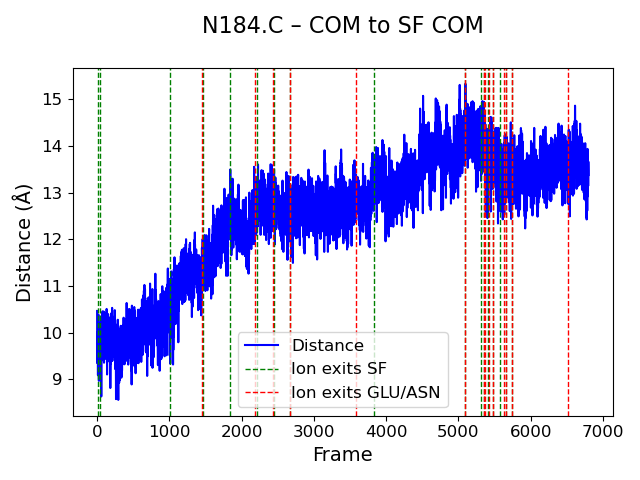 N184.C – COM to SF COM
Distance (Å)
15
14
13
12
11
10
9
Distance
Ion exits SF
Ion exits GLU/ASN
0 1000 2000 3000 4000 5000 6000 7000
Frame